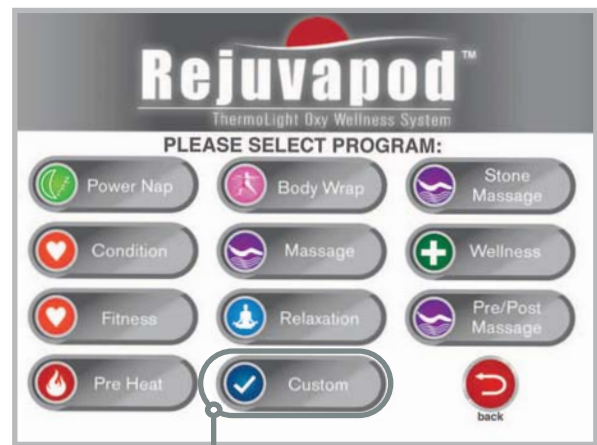 Rejuvapod™
ThermoLight Oxy Wellness System
PLEASE SELECT PROGRAM:
Power Nap
Body Wrap
Stone
Massage
Condition
Massage
Wellness
Fitness
Relaxation
Pre/Post
Massage
Pre Heat
Custom
back